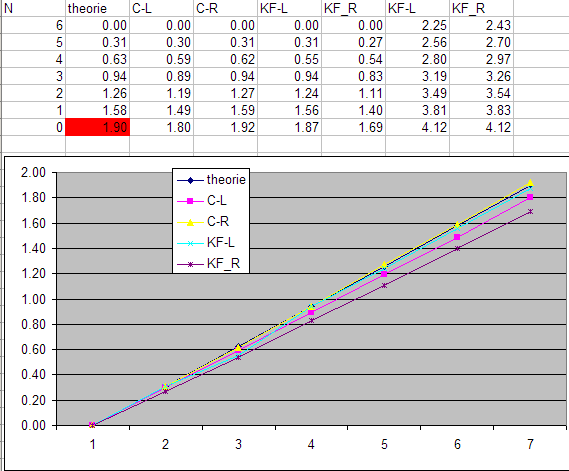 N theorie C-L C-R KF-L KF_R KF-L KF_R
6 0.00 0.00 0.00 0.00 0.00 2.25 2.43
5 0.31 0.30 0.31 0.31 0.27 2.56 2.70
4 0.63 0.59 0.62 0.55 0.54 2.80 2.97
3 0.94 0.89 0.94 0.94 0.83 3.19 3.26
2 1.26 1.19 1.27 1.24 1.11 3.49 3.54
1 1.58 1.49 1.59 1.56 1.40 3.81 3.83
0 1.90 1.80 1.92 1.87 1.69 4.12 4.12
2.00
1.80
1.60
1.40
1.20
1.00
0.80
0.60
0.40
0.20
0.00
theorie
C-L
C-R
KF-L
KF_R
1 2 3 4 5 6 7